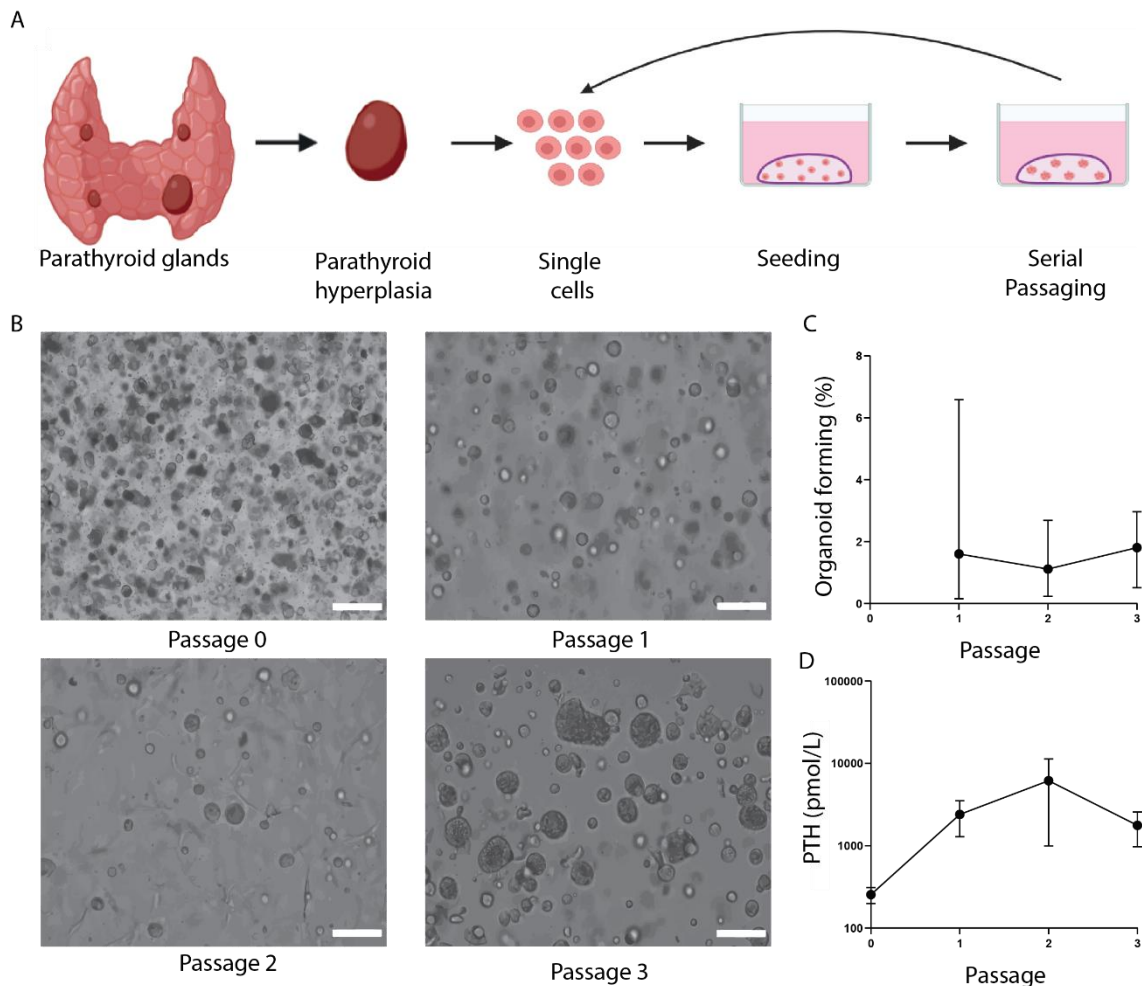 A
Parathyroid glands
Parathyroid
hyperplasia
Single
cells
Seeding
Serial
Passaging
B
Passage 0
Passage 1
Passage 2
Passage 3
C
Organoid forming (%)
8
6
4
2
0
0
1
2
3
Passage
D
PTH (pmol/L)
100000
10000
1000
100
0
1
2
3
Passage